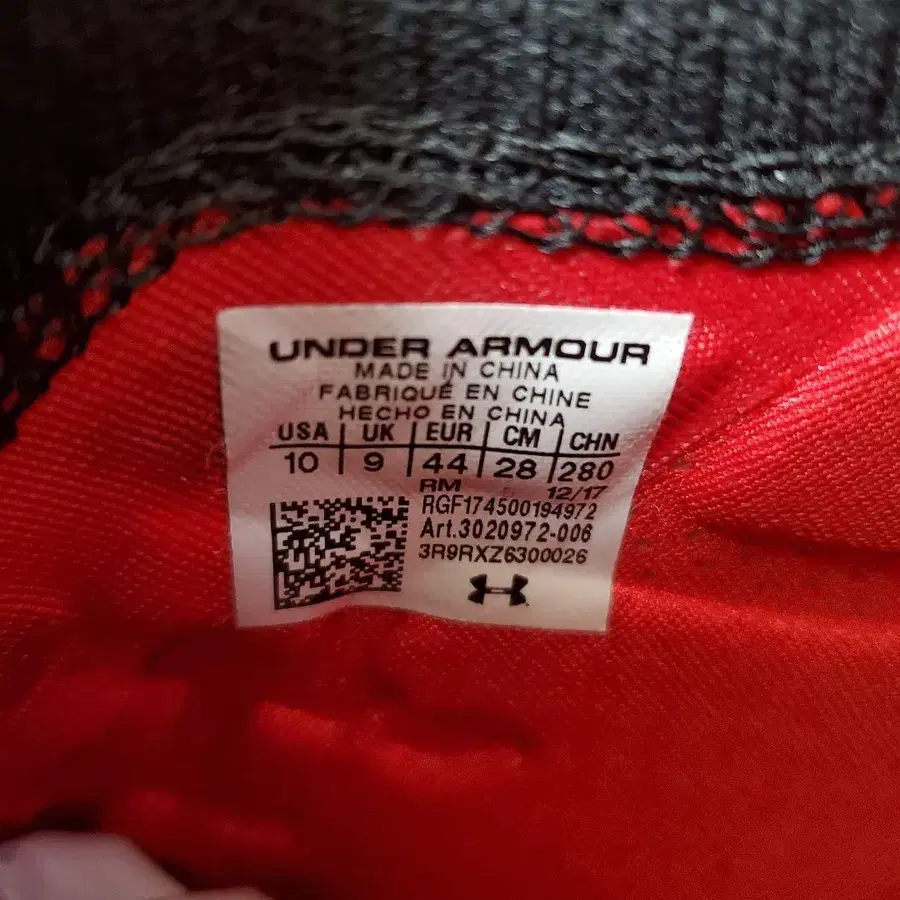 UNDER ARMOUR
MADE IN CHINA
FABRIQUÉ EN CHINE
HECHO EN CHINA
USA | UK | EUR | CM | CHN
10 | 9 | 44 | 28 | 280
RM 12/17
RGF174500194972
Art.3020972-006
3R9RXZ6300026